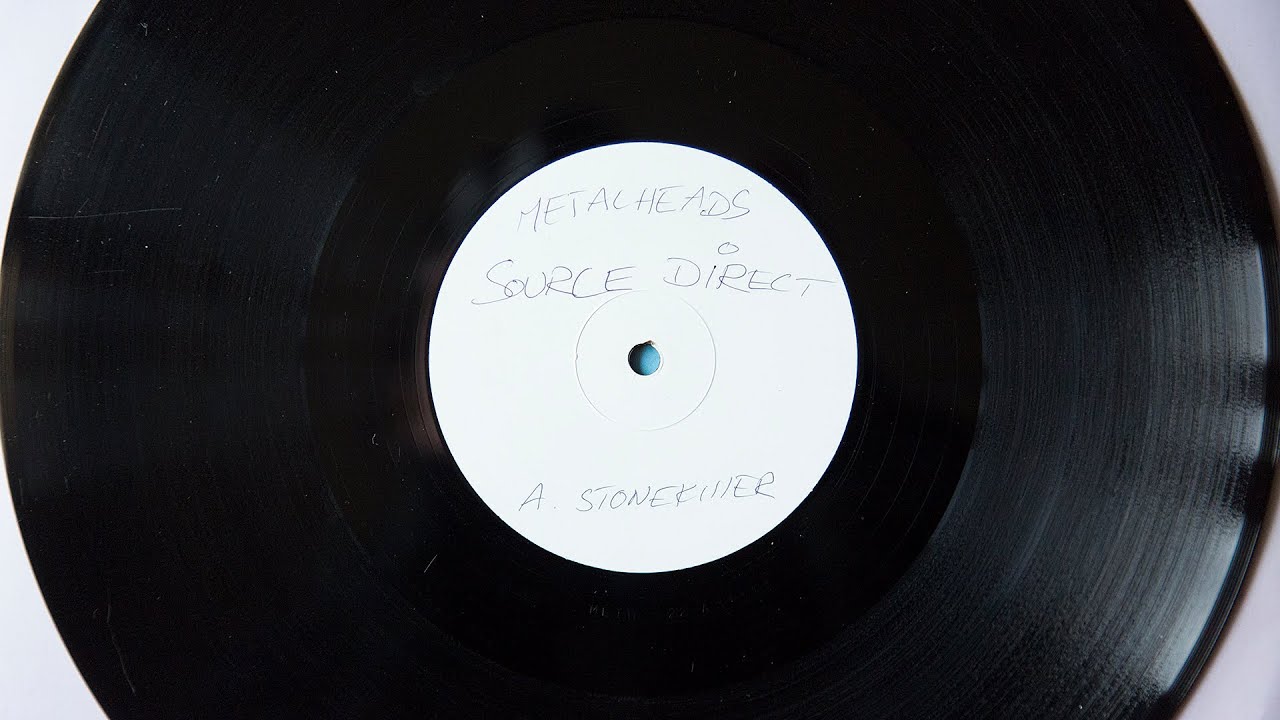 METALHEADS
SOURCE DIRECT
A. STONEKILLER